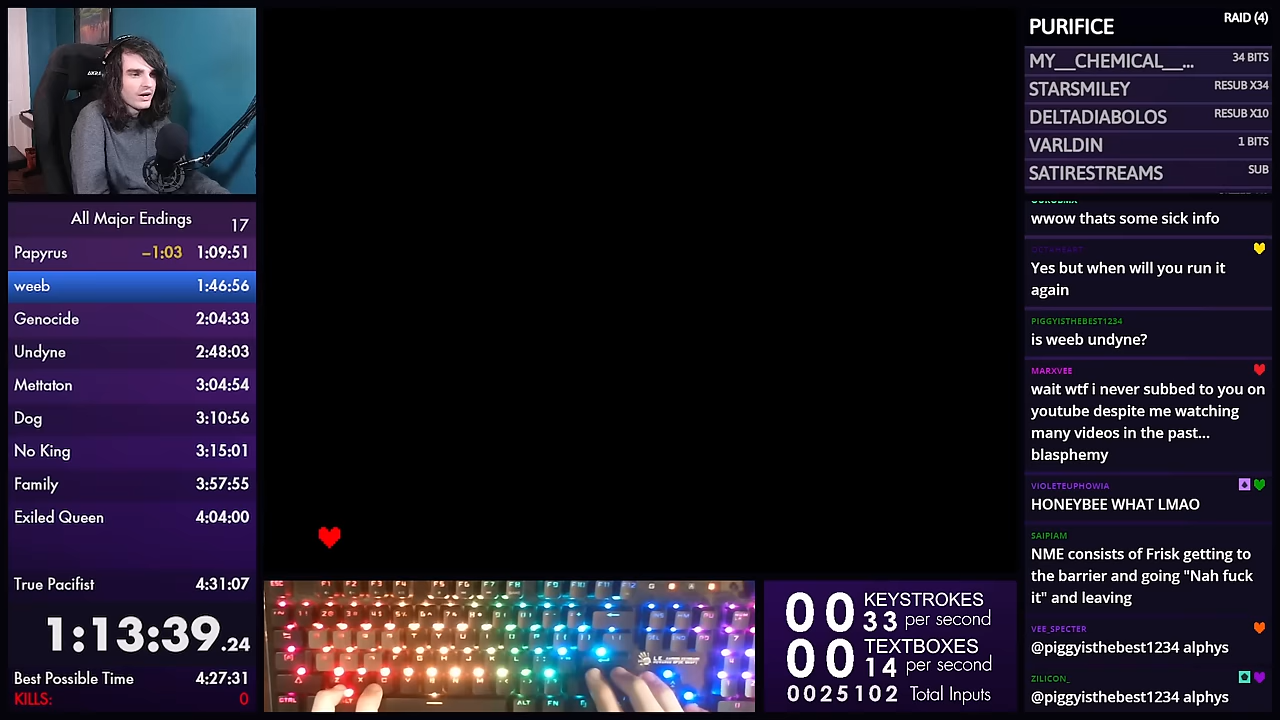 All Major Endings
17
Papyrus −1:03 1:09:51
weeb 1:46:56
Genocide 2:04:33
Undyne 2:48:03
Mettaton 3:04:54
Dog 3:10:56
No King 3:15:01
Family 3:57:55
Exiled Queen 4:04:00
True Pacifist 4:31:07
1:13:39.24
Best Possible Time 4:27:31
KILLS: 0
00 33 KEYSTROKES per second
00 14 TEXTBOXES per second
0025102 Total Inputs
PURIFICE RAID (4)
MY__CHEMICAL__... 34 BITS
STARSMILEY RESUB X34
DELTADIABOLOS RESUB X10
VARLDIN 1 BITS
SATIRESTREAMS SUB
wwow thats some sick info
Yes but when will you run it
again
PIGGYISTHEBEST1234
is weeb undyne?
MARXVEE
wait wtf i never subbed to you on
youtube despite me watching
many videos in the past...
blasphemy
VIOLETEUPHOWIA
HONEYBEE WHAT LMAO
SAIPIAM
NME consists of Frisk getting to
the barrier and going "Nah fuck
it" and leaving
VEE_SPECTER
@piggyisthebest1234 alphys
ZILICON_
@piggyisthebest1234 alphys